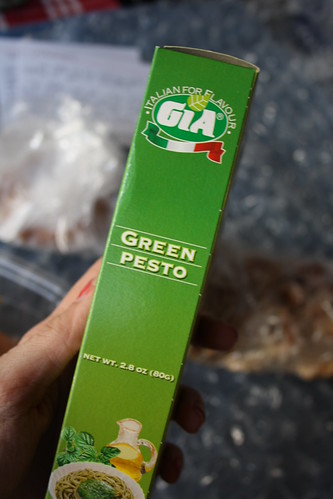 •ITALIAN FOR FLAVOUR•
GIA®
GREEN
PESTO
NET WT. 2.8 OZ (80G)